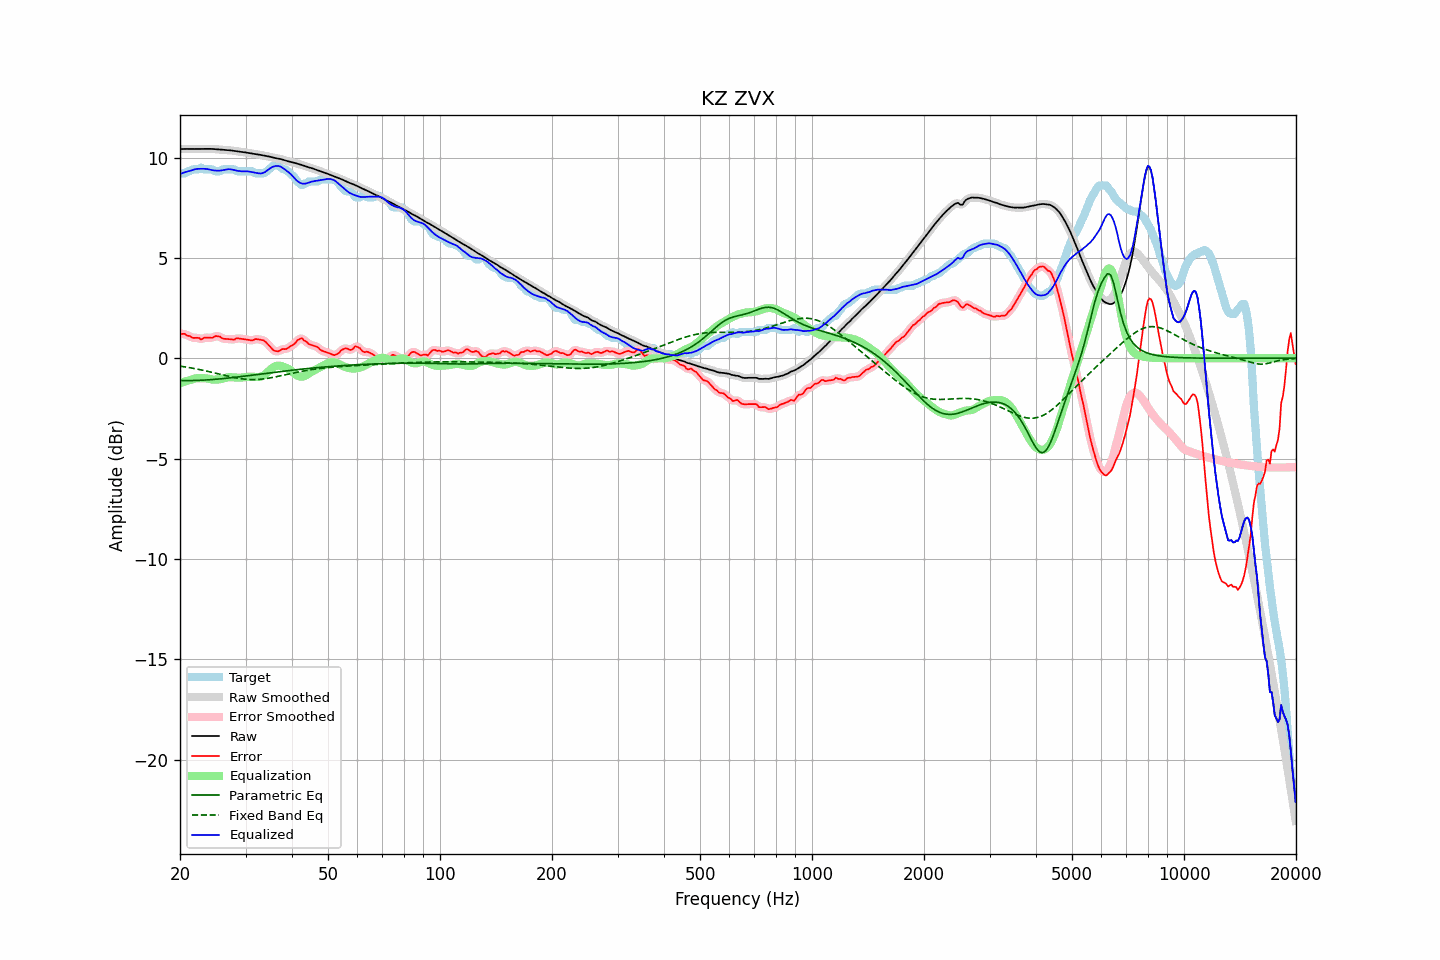 KZ ZVX
10
5
0
−5
−10
−15
−20
Amplitude (dBr)
Target
Raw Smoothed
Error Smoothed
Raw
Error
Equalization
Parametric Eq
Fixed Band Eq
Equalized
20 50 100 200 500 1000 2000 5000 10000 20000
Frequency (Hz)